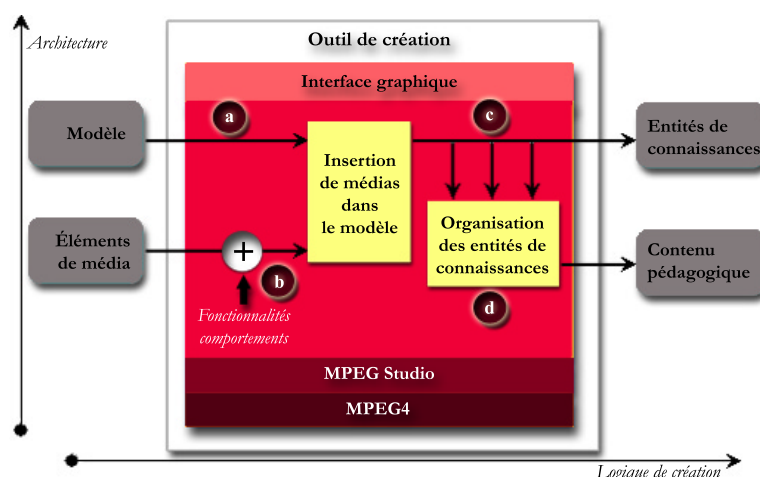 Architecture
Outil de création
Interface graphique
a
c
Modèle
Entités de
connaissances
Insertion
de médias
dans
le modèle
Éléments
de média
+
b
Organisation
des entités de
connaissances
Contenu
pédagogique
Fonctionnalités
comportements
d
MPEG Studio
MPEG4
Logique de création